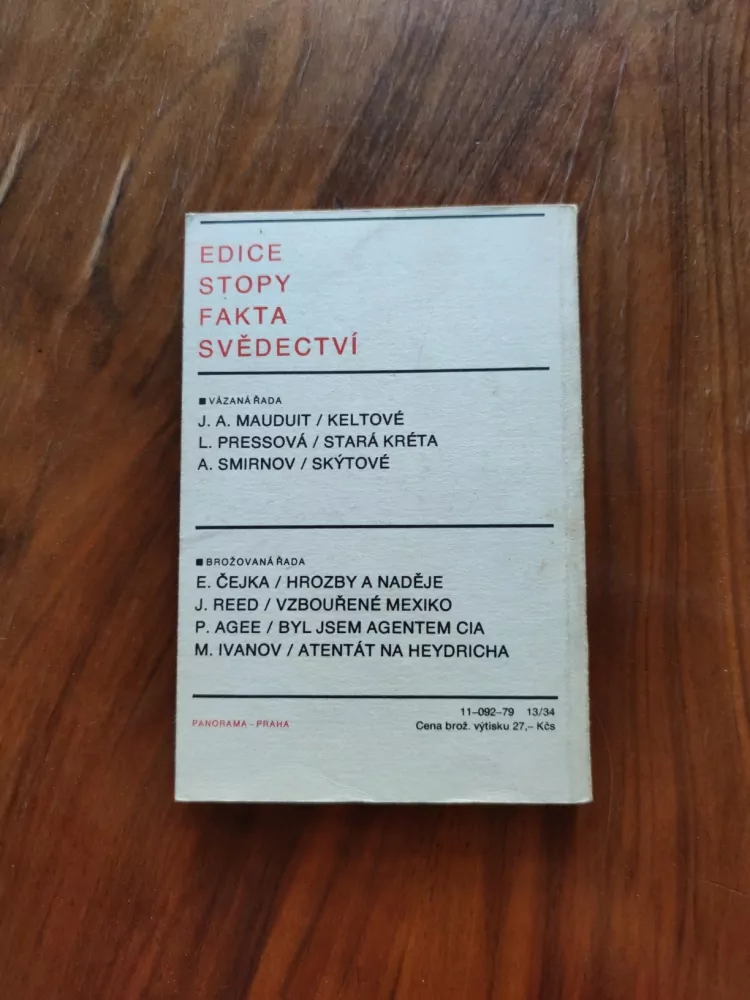 EDICE
STOPY
FAKTA
SVĚDECTVÍ
■ VÁZANÁ ŘADA
J. A. MAUDUIT / KELTOVÉ
L. PRESSOVÁ / STARÁ KRÉTA
A. SMIRNOV / SKÝTOVÉ
■ BROŽOVANÁ ŘADA
E. ČEJKA / HROZBY A NADĚJE
J. REED / VZBOUŘENÉ MEXIKO
P. AGEE / BYL JSEM AGENTEM CIA
M. IVANOV / ATENTÁT NA HEYDRICHA
11–092–79 13/34
PANORAMA – PRAHA
Cena brož. výtisku 27,– Kčs